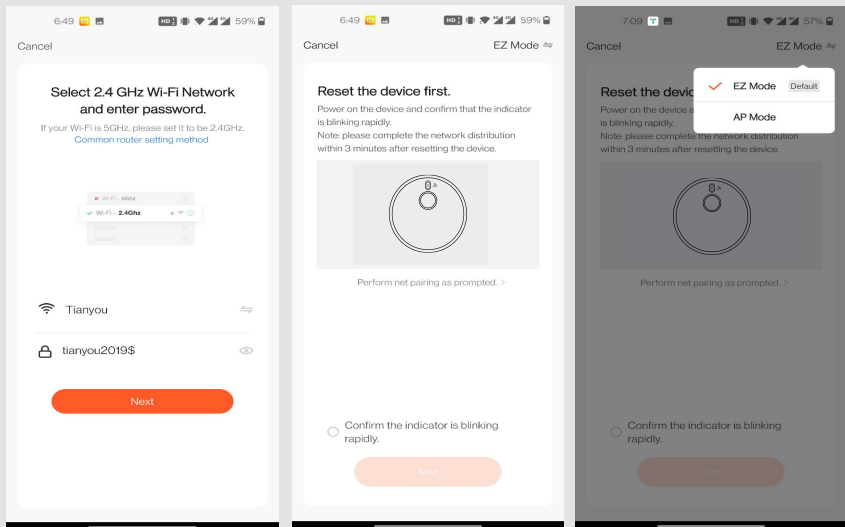 6:49
HD 4G 4G 59%
Cancel
Select 2.4 GHz Wi-Fi Network
and enter password.
If your Wi-Fi is 5GHz, please set it to be 2.4GHz.
Common router setting method
Wi-Fi - 5Ghz
Wi-Fi - 2.4Ghz
Tianyou
tianyou2019$
Next
6:49
HD 4G 4G 59%
Cancel
EZ Mode
Reset the device first.
Power on the device and confirm that the indicator
is blinking rapidly.
Note: please complete the network distribution
within 3 minutes after resetting the device.
Perform net pairing as prompted. >
Confirm the indicator is blinking
rapidly.
Next
7:09
HD 4G 4G 57%
Cancel
EZ Mode
EZ Mode Default
AP Mode
Reset the devic
Power on the device a
is blinking rapidly.
Note: please complete the network distribution
within 3 minutes after resetting the device.
Perform net pairing as prompted. >
Confirm the indicator is blinking
rapidly.
Next